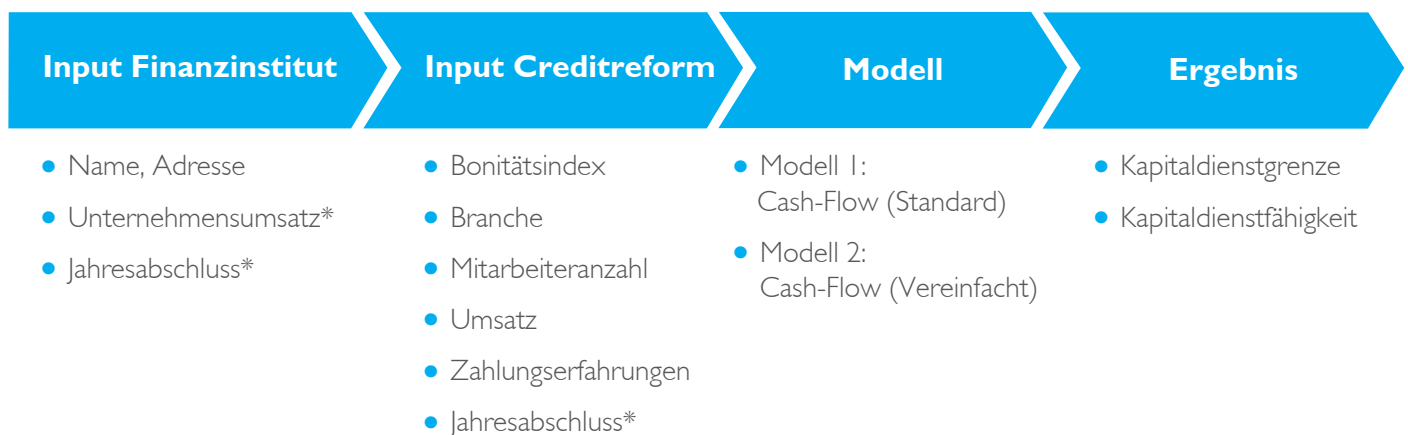 Input Finanzinstitut
Name, Adresse
Unternehmensumsatz*
Jahresabschluss*
Input Creditreform
Bonitätsindex
Branche
Mitarbeiteranzahl
Umsatz
Zahlungserfahrungen
Jahresabschluss*
Modell
Modell 1:
Cash-Flow (Standard)
Modell 2:
Cash-Flow (Vereinfacht)
Ergebnis
Kapitaldienstgrenze
Kapitaldienstfähigkeit